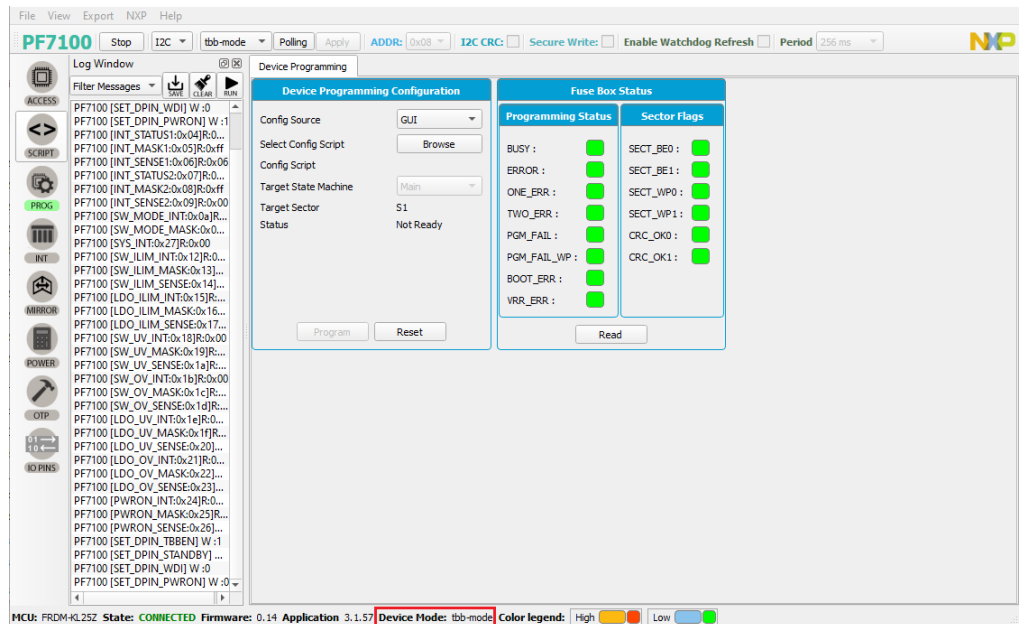 File View Export NXP Help
PF7100 Stop I2C tbb-mode Polling Apply ADDR: 0x08 I2C CRC: Secure Write: Enable Watchdog Refresh Period 256 ms NXP
ACCESS
SCRIPT
PROG
INT
MIRROR
POWER
OTP
01
10
IO PINS
Log Window
Filter Messages SAVE CLEAR RUN
PF7100 [SET_DPIN_WDI] W :0
PF7100 [SET_DPIN_PWRON] W :1
PF7100 [INT_STATUS1:0x04]R:0...
PF7100 [INT_MASK1:0x05]R:0xff
PF7100 [INT_SENSE1:0x06]R:0x06
PF7100 [INT_STATUS2:0x07]R:0...
PF7100 [INT_MASK2:0x08]R:0xff
PF7100 [INT_SENSE2:0x09]R:0x00
PF7100 [SW_MODE_INT:0x0a]R...
PF7100 [SW_MODE_MASK:0x0...
PF7100 [SYS_INT:0x27]R:0x00
PF7100 [SW_ILIM_INT:0x12]R:0...
PF7100 [SW_ILIM_MASK:0x13]...
PF7100 [SW_ILIM_SENSE:0x14]...
PF7100 [LDO_ILIM_INT:0x15]R:...
PF7100 [LDO_ILIM_MASK:0x16...
PF7100 [LDO_ILIM_SENSE:0x17...
PF7100 [SW_UV_INT:0x18]R:0x00
PF7100 [SW_UV_MASK:0x19]R:...
PF7100 [SW_UV_SENSE:0x1a]R:...
PF7100 [SW_OV_INT:0x1b]R:0x00
PF7100 [SW_OV_MASK:0x1c]R:...
PF7100 [SW_OV_SENSE:0x1d]R:...
PF7100 [LDO_UV_INT:0x1e]R:0...
PF7100 [LDO_UV_MASK:0x1f]R...
PF7100 [LDO_UV_SENSE:0x20]...
PF7100 [LDO_OV_INT:0x21]R:0...
PF7100 [LDO_OV_MASK:0x22]...
PF7100 [LDO_OV_SENSE:0x23]...
PF7100 [PWRON_INT:0x24]R:0...
PF7100 [PWRON_MASK:0x25]R...
PF7100 [PWRON_SENSE:0x26]...
PF7100 [SET_DPIN_TBBEN] W :1
PF7100 [SET_DPIN_STANDBY] ...
PF7100 [SET_DPIN_WDI] W :0
PF7100 [SET_DPIN_PWRON] W :0
Device Programming
Device Programming Configuration
Config Source GUI
Select Config Script Browse
Config Script
Target State Machine Main
Target Sector S1
Status Not Ready
Program Reset
Fuse Box Status
Programming Status
BUSY :
ERROR :
ONE_ERR :
TWO_ERR :
PGM_FAIL :
PGM_FAIL_WP :
BOOT_ERR :
VRR_ERR :
Sector Flags
SECT_BE0 :
SECT_BE1 :
SECT_WP0 :
SECT_WP1 :
CRC_OK0 :
CRC_OK1 :
Read
MCU: FRDM-KL25Z State: CONNECTED Firmware: 0.14 Application 3.1.57 Device Mode: tbb-mode Color legend: High Low